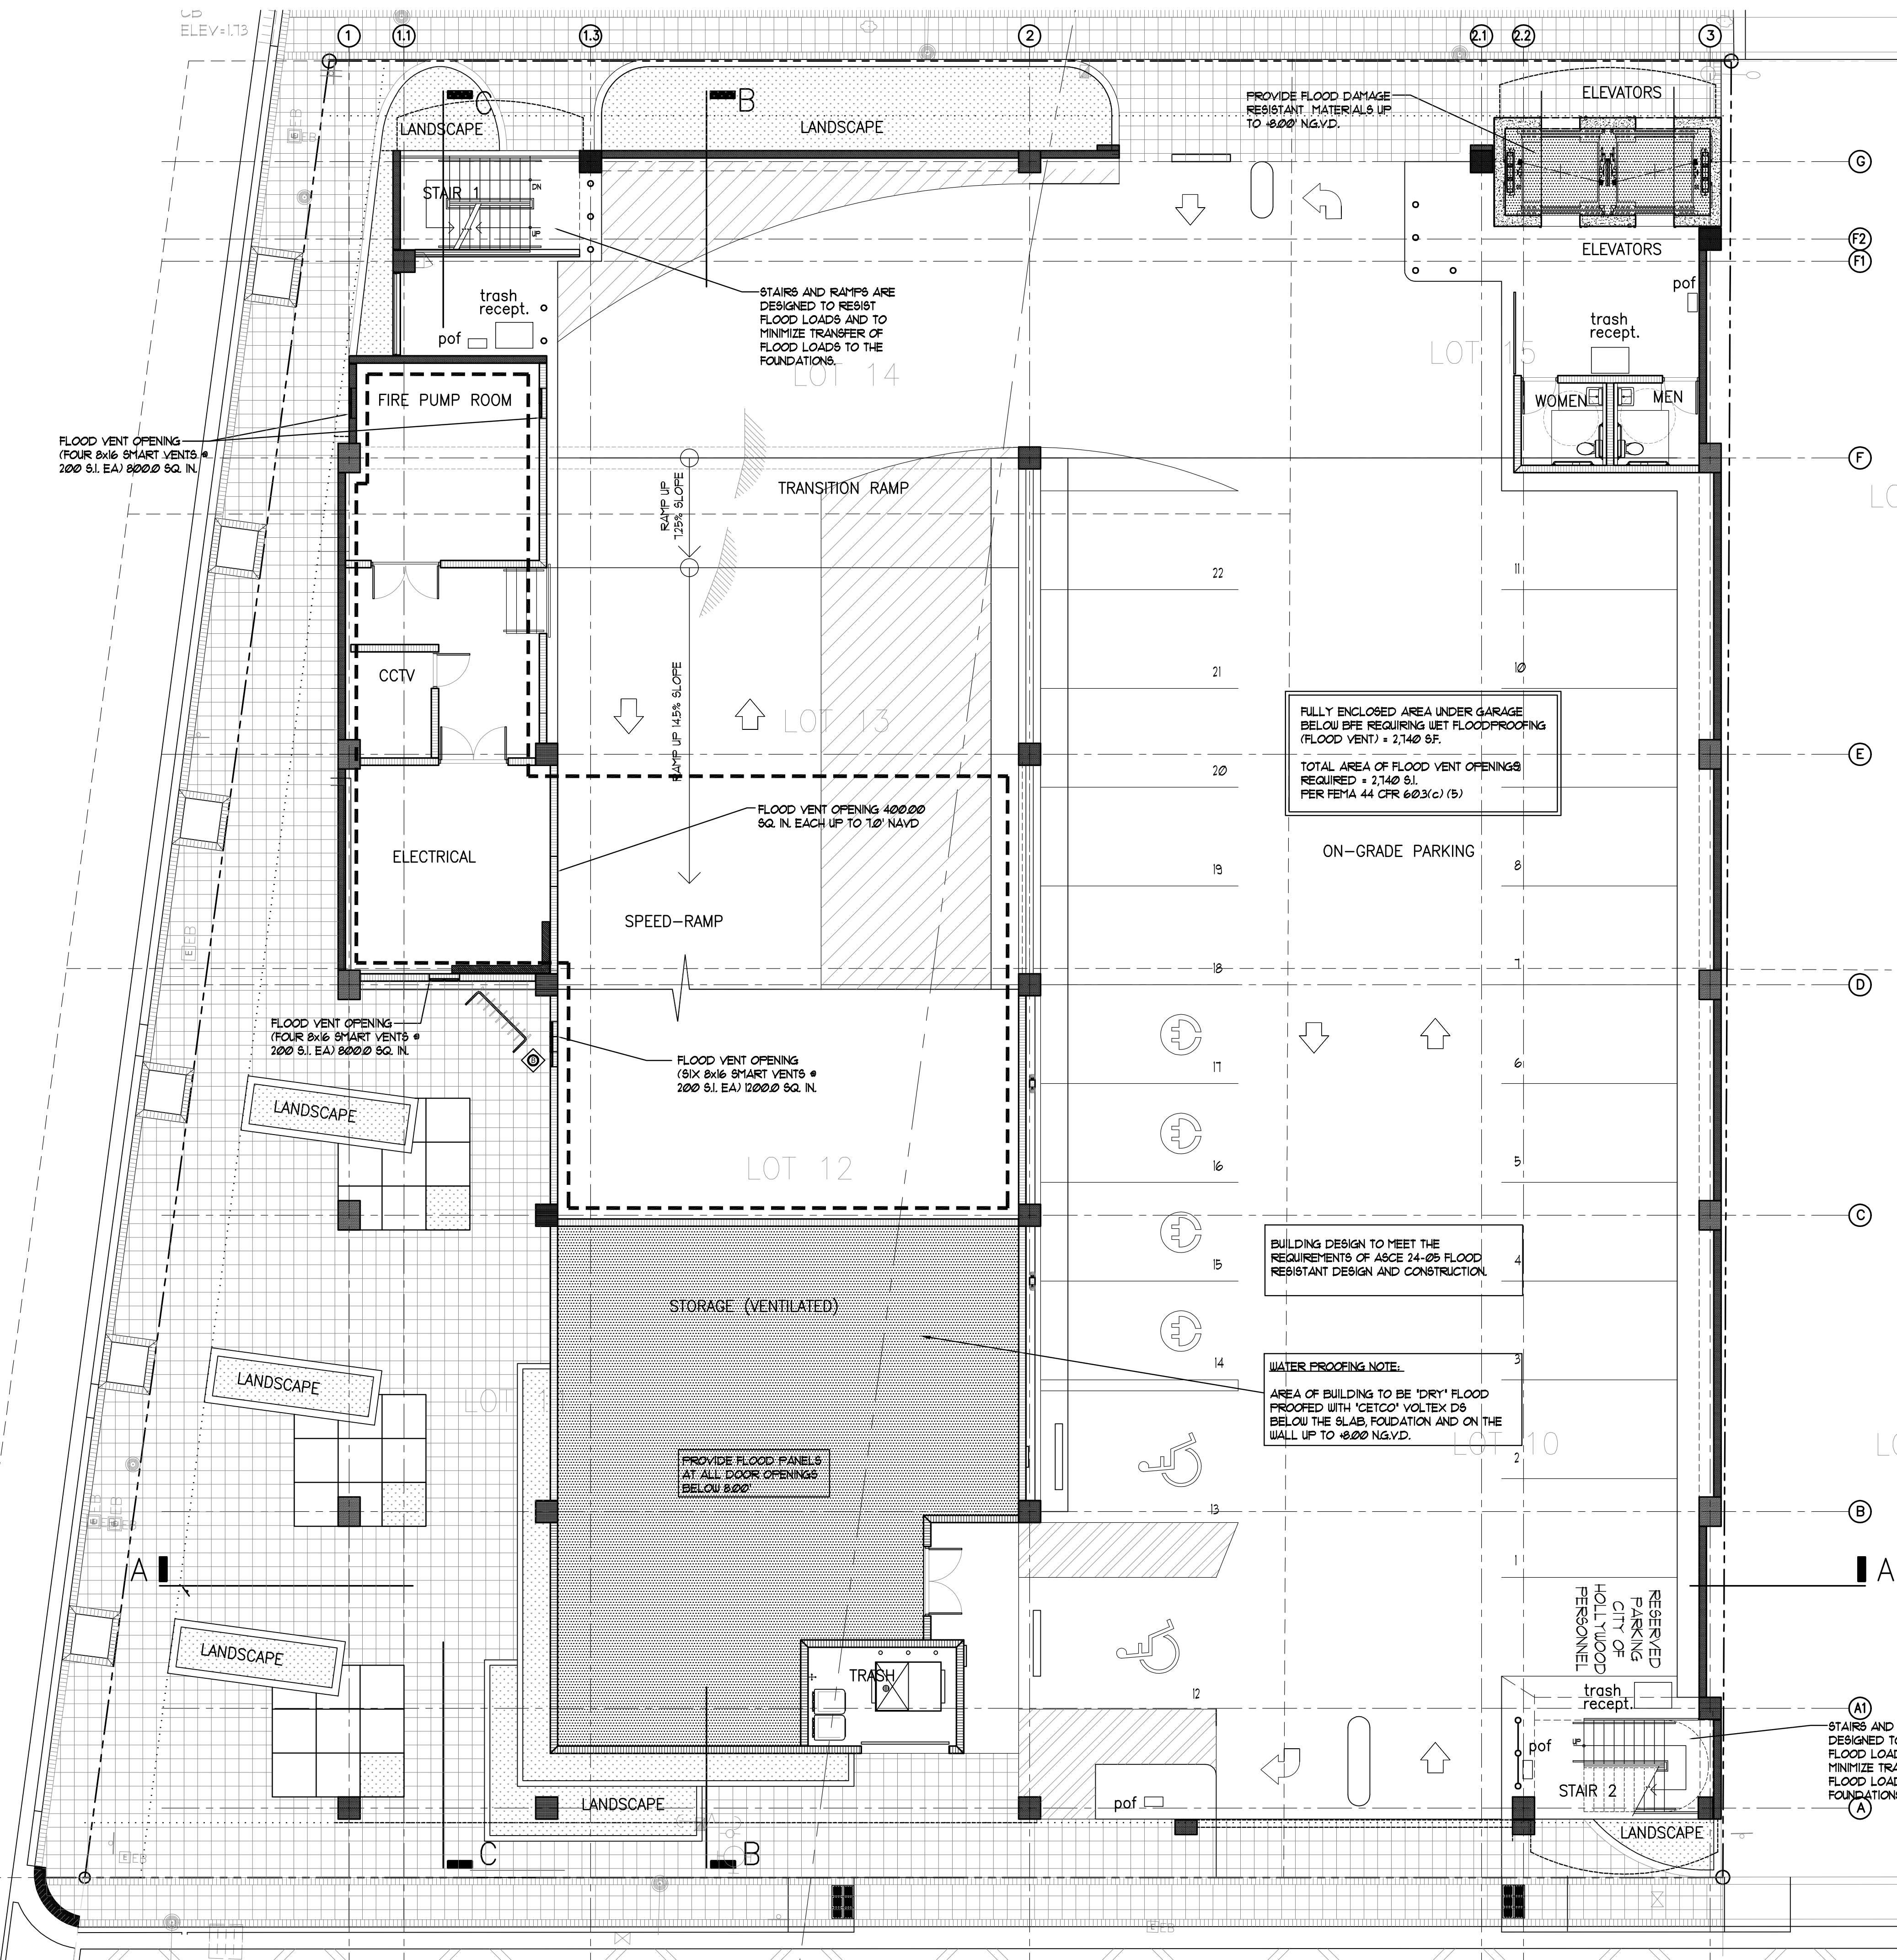 CB
ELEV=1.73
1
1.1
1.3
2
2.1
2.2
3
C
B
LANDSCAPE
LANDSCAPE
PROVIDE FLOOD DAMAGE
RESISTANT MATERIALS UP
TO +8.00' N.G.V.D.
ELEVATORS
G
STAIR 1
DN
UP
F2
F1
ELEVATORS
pof
trash
recept.
pof
trash
recept.
STAIRS AND RAMPS ARE
DESIGNED TO RESIST
FLOOD LOADS AND TO
MINIMIZE TRANSFER OF
FLOOD LOADS TO THE
FOUNDATIONS.
LOT 14
LOT 15
FIRE PUMP ROOM
WOMEN
MEN
FLOOD VENT OPENING
(FOUR 8x16 SMART VENTS @
200 S.I. EA) 800.0 SQ. IN.
F
TRANSITION RAMP
RAMP UP
7.25% SLOPE
22
11
21
10
CCTV
RAMP UP 14.5% SLOPE
LOT 13
FULLY ENCLOSED AREA UNDER GARAGE
BELOW BFE REQUIRING WET FLOODPROOFING
(FLOOD VENT) = 2,740 S.F.
TOTAL AREA OF FLOOD VENT OPENINGS
REQUIRED = 2,740 S.I.
PER FEMA 44 CFR 60.3(c) (5)
E
20
FLOOD VENT OPENING 400.00
SQ. IN. EACH UP TO 7.0' NAVD
ELECTRICAL
ON-GRADE PARKING
19
8
SPEED-RAMP
18
7
D
FLOOD VENT OPENING
(FOUR 8x16 SMART VENTS @
200 S.I. EA) 800.0 SQ. IN.
B
FLOOD VENT OPENING
(SIX 8x16 SMART VENTS @
200 S.I. EA) 1200.0 SQ. IN.
17
6
LANDSCAPE
LOT 12
16
5
C
BUILDING DESIGN TO MEET THE
REQUIREMENTS OF ASCE 24-05 FLOOD
RESISTANT DESIGN AND CONSTRUCTION.
15
4
STORAGE (VENTILATED)
14
3
WATER PROOFING NOTE:
AREA OF BUILDING TO BE "DRY" FLOOD
PROOFED WITH "CETCO" VOLTEX DS
BELOW THE SLAB, FOUDATION AND ON THE
WALL UP TO +8.00 N.G.V.D.
LANDSCAPE
LOT
LOT 10
PROVIDE FLOOD PANELS
AT ALL DOOR OPENINGS
BELOW 8.00'
2
13
B
A
1
A
RESERVED
PARKING
CITY OF
HOLLYWOOD
PERSONNEL
LANDSCAPE
TRASH
12
trash
recept.
A1
STAIRS AND
DESIGNED TO
FLOOD LOAD
MINIMIZE TRA
FLOOD LOAD
FOUNDATIONS
UP
pof
STAIR 2
pof
LANDSCAPE
A
LANDSCAPE
C
B